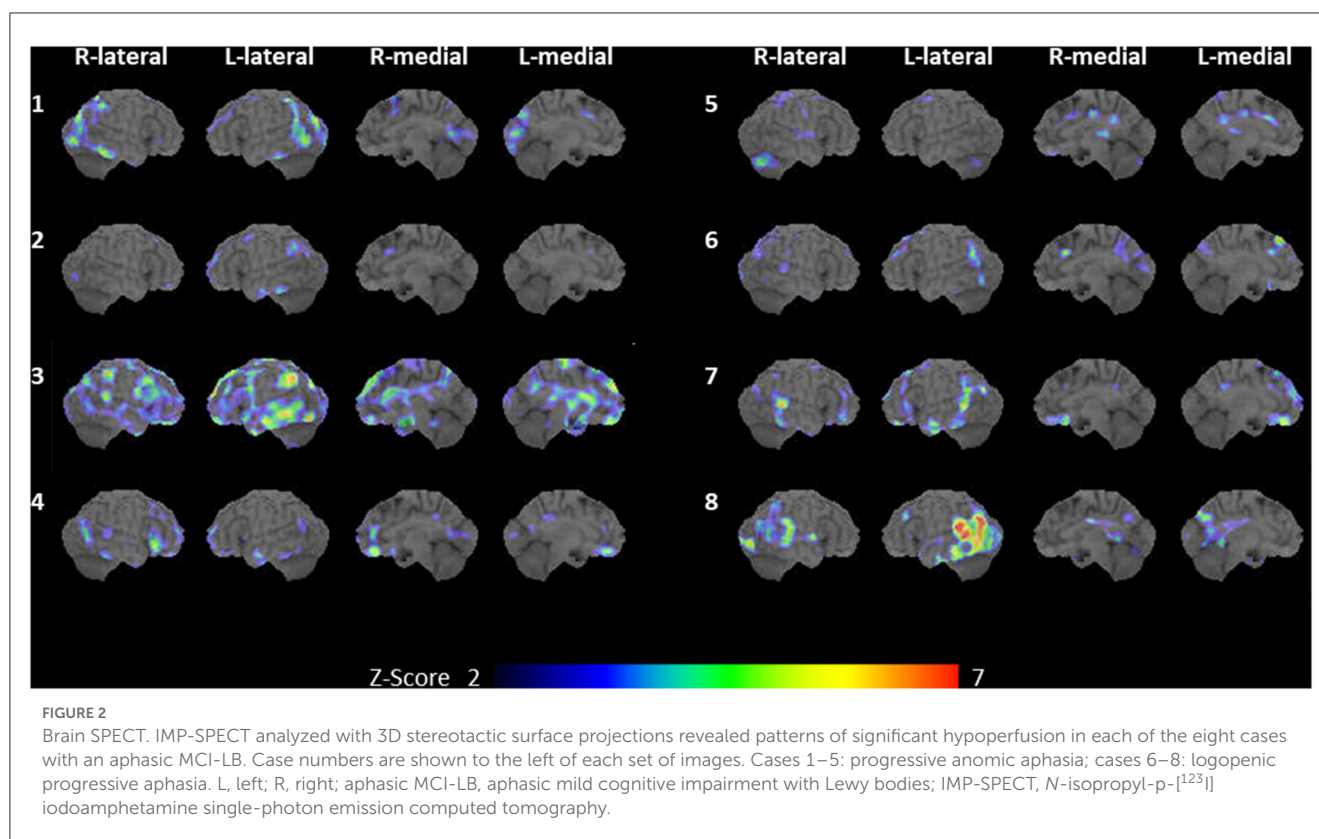 R-lateral L-lateral R-medial L-medial R-lateral L-lateral R-medial L-medial
1 5
2 6
3 7
4 8
Z-Score 2 7
FIGURE 2
Brain SPECT. IMP-SPECT analyzed with 3D stereotactic surface projections revealed patterns of significant hypoperfusion in each of the eight cases
with an aphasic MCI-LB. Case numbers are shown to the left of each set of images. Cases 1–5: progressive anomic aphasia; cases 6–8: logopenic
progressive aphasia. L, left; R, right; aphasic MCI-LB, aphasic mild cognitive impairment with Lewy bodies; IMP-SPECT, N-isopropyl-p-[¹²³I]
iodoamphetamine single-photon emission computed tomography.